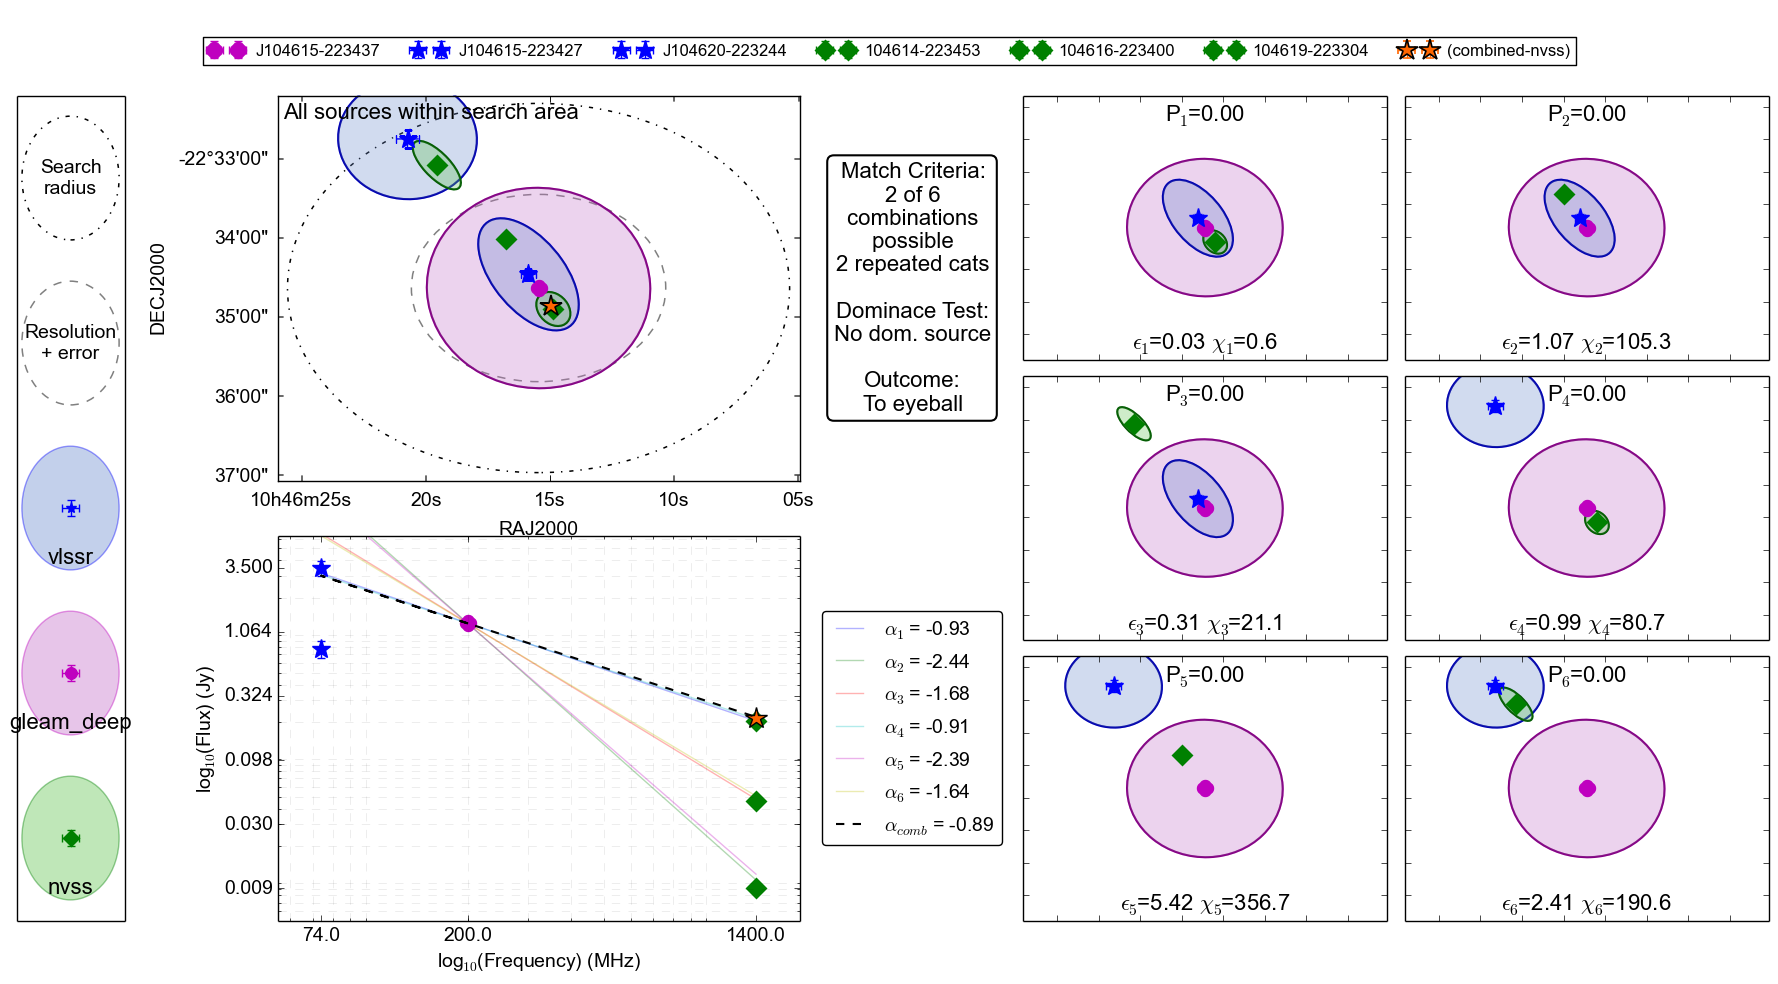 J104615-223437 J104615-223427 J104620-223244 104614-223453 104616-223400 104619-223304 (combined-nvss)
Search
radius
Resolution
+ error
vlssr
gleam_deep
nvss
All sources within search area
DECJ2000
-22°33'00"
34'00"
35'00"
36'00"
37'00"
10h46m25s 20s 15s 10s 05s
RAJ2000
Match Criteria:
2 of 6
combinations
possible
2 repeated cats
Dominace Test:
No dom. source
Outcome:
To eyeball
log₁₀(Flux) (Jy)
3.500
1.064
0.324
0.098
0.030
0.009
74.0 200.0 1400.0
log₁₀(Frequency) (MHz)
α₁ = -0.93
α₂ = -2.44
α₃ = -1.68
α₄ = -0.91
α₅ = -2.39
α₆ = -1.64
α_comb = -0.89
P₁=0.00
ϵ₁=0.03 χ₁=0.6
P₂=0.00
ϵ₂=1.07 χ₂=105.3
P₃=0.00
ϵ₃=0.31 χ₃=21.1
P₄=0.00
ϵ₄=0.99 χ₄=80.7
P₅=0.00
ϵ₅=5.42 χ₅=356.7
P₆=0.00
ϵ₆=2.41 χ₆=190.6